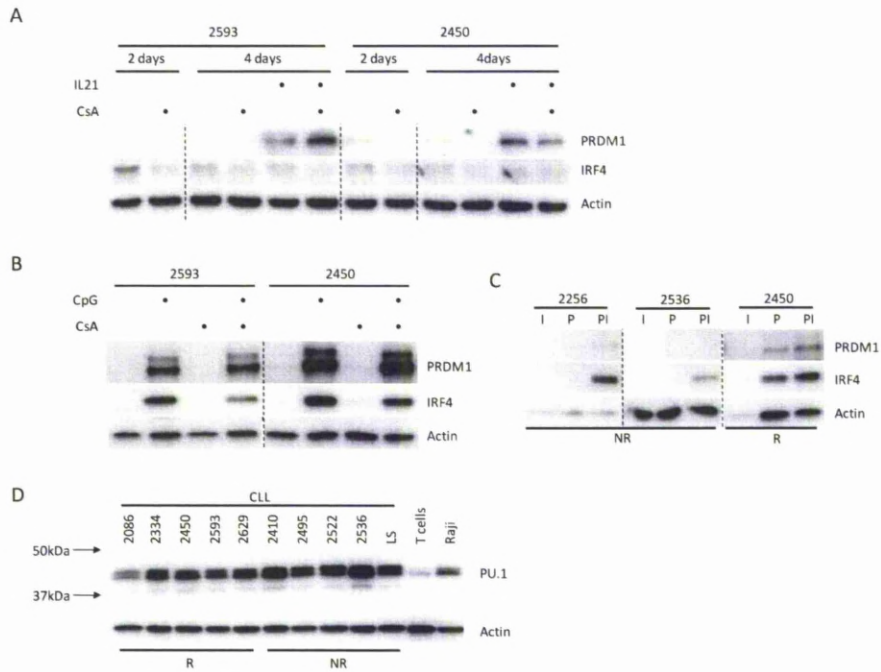 A
2593 2450
2 days 4 days 2 days 4days
IL21
CsA
PRDM1
IRF4
Actin
B
2593 2450
CpG
CsA
PRDM1
IRF4
Actin
C
2256 2536 2450
I P PI I P PI I P PI
PRDM1
IRF4
Actin
NR R
D
CLL
2086 2334 2450 2593 2629 2410 2495 2522 2536 LS T cells Raji
50kDa
PU.1
37kDa
Actin
R NR